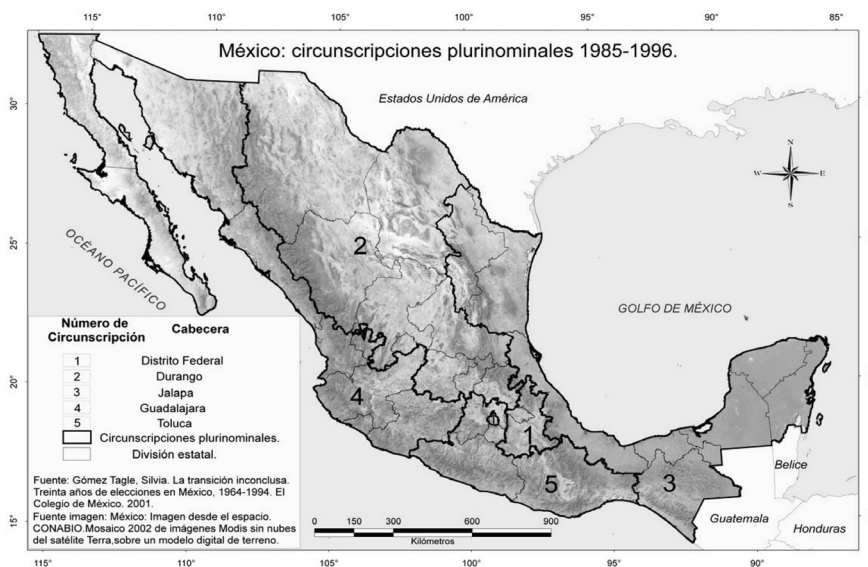 115° 110° 105° 100° 95° 90° 85°
México: circunscripciones plurinominales 1985-1996.
Estados Unidos de América
30°
N
W E
S
25°
OCÉANO PACÍFICO
2
GOLFO DE MÉXICO
Número de Circunscripción Cabecera
1 Distrito Federal
2 Durango
3 Jalapa
4 Guadalajara
5 Toluca
Circunscripciones plurinominales.
División estatal.
20°
4
1
1
5
3
Belice
Guatemala
Honduras
Fuente: Gómez Tagle, Silvia. La transición inconclusa.
Treinta años de elecciones en México, 1964-1994. El
Colegio de México. 2001.
Fuente imagen: México: Imagen desde el espacio.
CONABIO.Mosaico 2002 de imágenes Modis sin nubes
del satélite Terra,sobre un modelo digital de terreno.
0 150 300 600 900
Kilómetros
15°
115° 110° 105° 100° 95° 90°